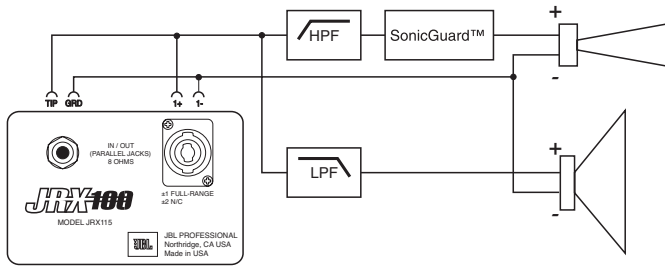 HPF
SonicGuard™
+
-
TIP GRD 1+ 1-
IN / OUT
(PARALLEL JACKS)
8 OHMS
±1 FULL-RANGE
±2 N/C
JRX100
MODEL JRX115
JBL
JBL PROFESSIONAL
Northridge, CA USA
Made in USA
LPF
+
-